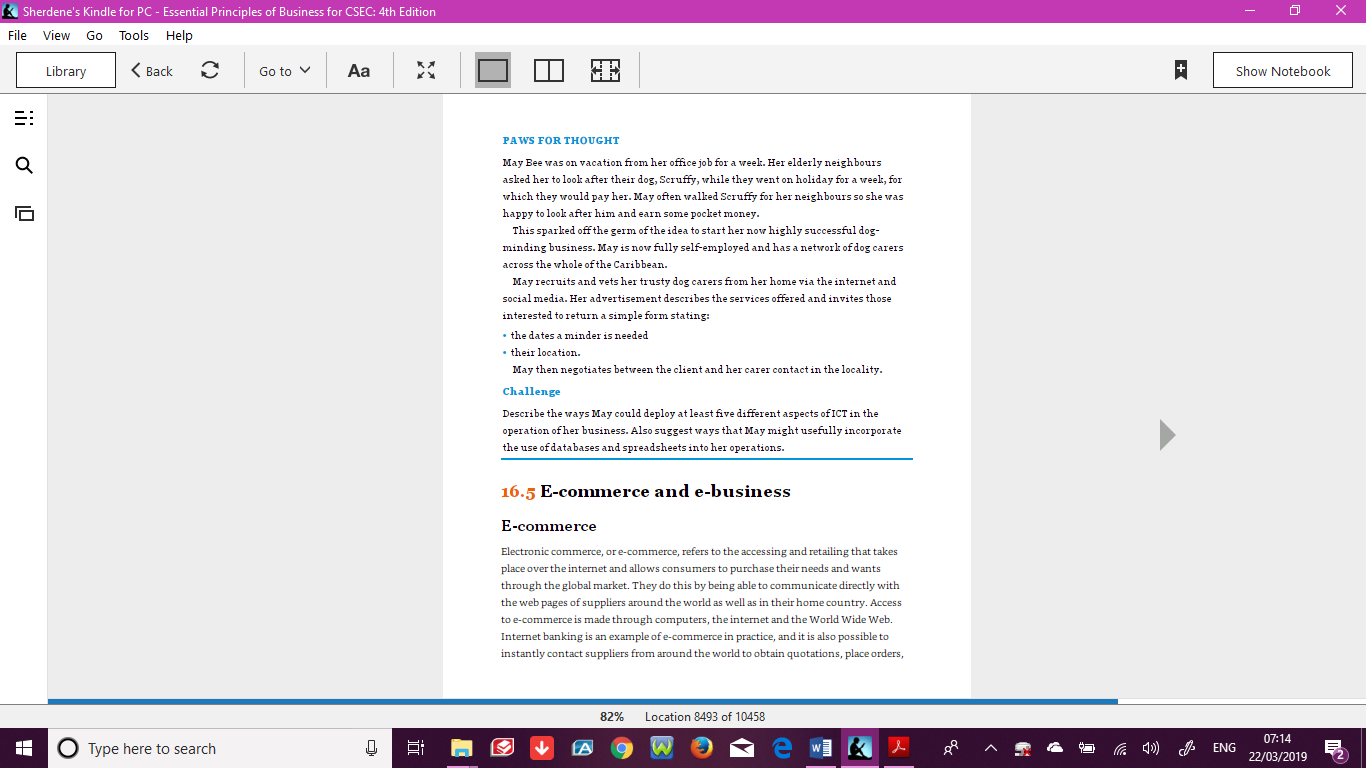 Sherdene's Kindle for PC - Essential Principles of Business for CSEC: 4th Edition
File View Go Tools Help
Library Back Go to Aa Show Notebook
PAWS FOR THOUGHT
May Bee was on vacation from her office job for a week. Her elderly neighbours
asked her to look after their dog, Scruffy, while they went on holiday for a week, for
which they would pay her. May often walked Scruffy for her neighbours so she was
happy to look after him and earn some pocket money.
This sparked off the germ of the idea to start her now highly successful dog-
minding business. May is now fully self-employed and has a network of dog carers
across the whole of the Caribbean.
May recruits and vets her trusty dog carers from her home via the internet and
social media. Her advertisement describes the services offered and invites those
interested to return a simple form stating:
• the dates a minder is needed
• their location.
May then negotiates between the client and her carer contact in the locality.
Challenge
Describe the ways May could deploy at least five different aspects of ICT in the
operation of her business. Also suggest ways that May might usefully incorporate
the use of databases and spreadsheets into her operations.
16.5 E-commerce and e-business
E-commerce
Electronic commerce, or e-commerce, refers to the accessing and retailing that takes
place over the internet and allows consumers to purchase their needs and wants
through the global market. They do this by being able to communicate directly with
the web pages of suppliers around the world as well as in their home country. Access
to e-commerce is made through computers, the internet and the World Wide Web.
Internet banking is an example of e-commerce in practice, and it is also possible to
instantly contact suppliers from around the world to obtain quotations, place orders,
82% Location 8493 of 10458
Type here to search
ENG
07:14
22/03/2019
2